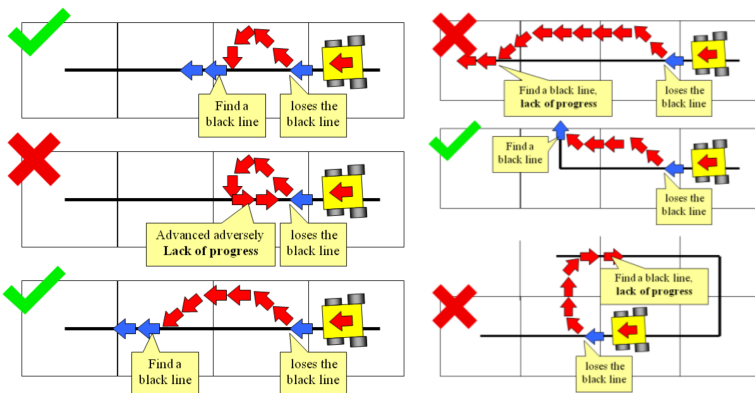 Find a
black line
loses the
black line
Advanced adversely
Lack of progress
loses the
black line
Find a
black line
loses the
black line
Find a black line,
lack of progress
loses the
black line
Find a
black line
loses the
black line
Find a black line,
lack of progress
loses the
black line